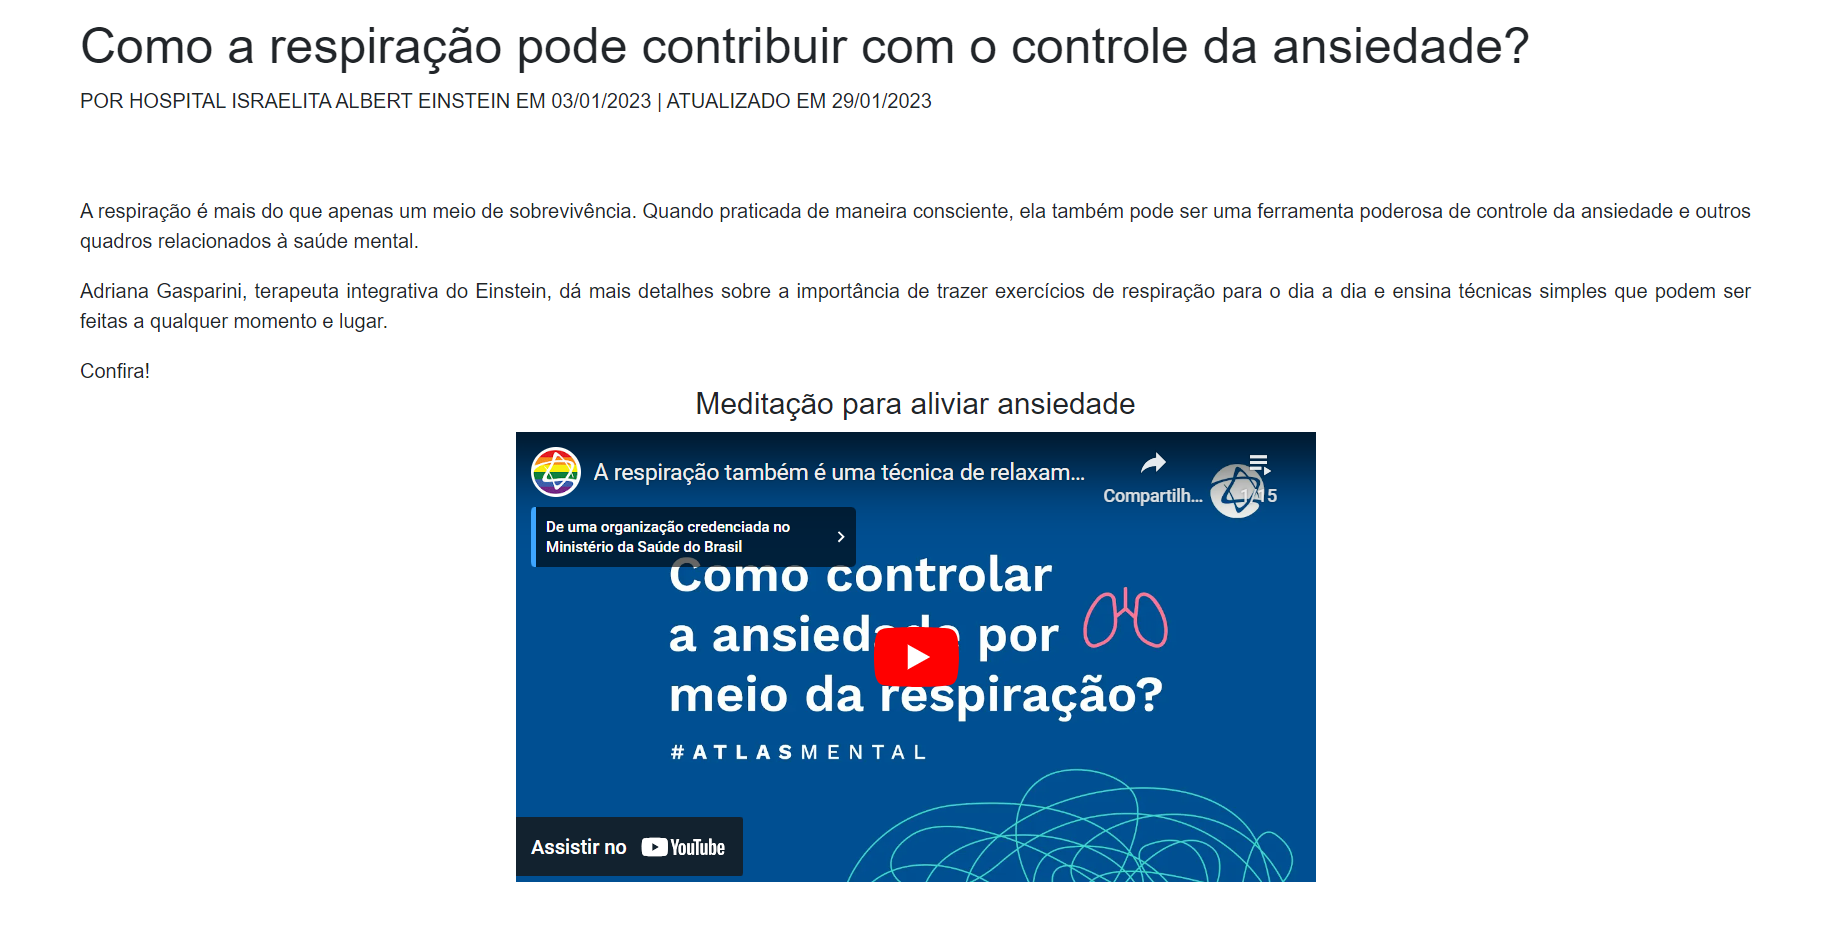 Como a respiração pode contribuir com o controle da ansiedade?
POR HOSPITAL ISRAELITA ALBERT EINSTEIN EM 03/01/2023 | ATUALIZADO EM 29/01/2023
A respiração é mais do que apenas um meio de sobrevivência. Quando praticada de maneira consciente, ela também pode ser uma ferramenta poderosa de controle da ansiedade e outros
quadros relacionados à saúde mental.
Adriana Gasparini, terapeuta integrativa do Einstein, dá mais detalhes sobre a importância de trazer exercícios de respiração para o dia a dia e ensina técnicas simples que podem ser
feitas a qualquer momento e lugar.
Confira!
Meditação para aliviar ansiedade
A respiração também é uma técnica de relaxam...
Compartilh...
1/15
De uma organização credenciada no
Ministério da Saúde do Brasil
Como controlar
a ansiedade por
meio da respiração?
#ATLASMENTAL
Assistir no YouTube